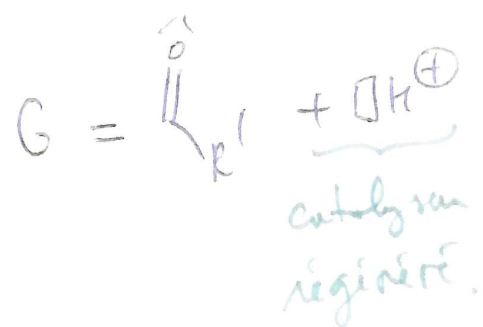 G = O R' + □H⊕
catalyseur
régénéré.